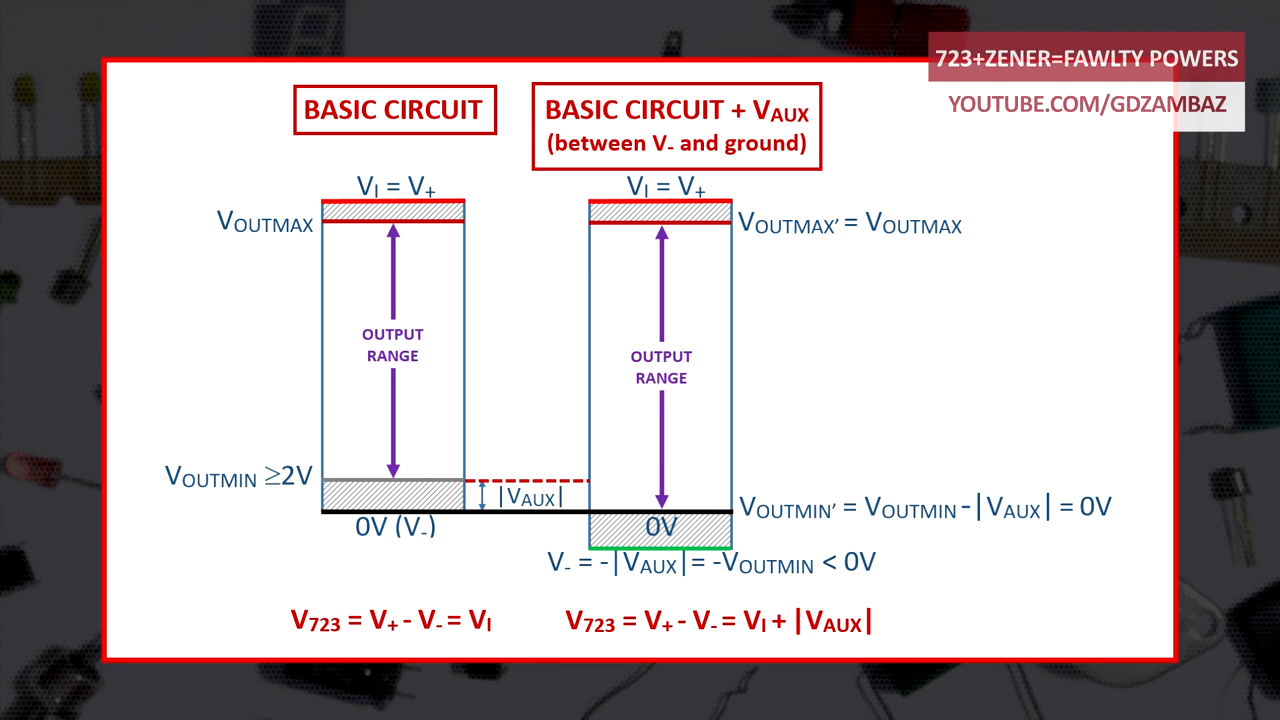 723+ZENER=FAWLTY POWERS
YOUTUBE.COM/GDZAMBAZ
BASIC CIRCUIT
BASIC CIRCUIT + VAUX
(between V- and ground)
VI = V+
VI = V+
VOUTMAX
VOUTMAX' = VOUTMAX
OUTPUT
RANGE
OUTPUT
RANGE
VOUTMIN ≥2V
|VAUX|
VOUTMIN' = VOUTMIN - |VAUX| = 0V
0V (V-)
0V
V- = -|VAUX| = -VOUTMIN < 0V
V723 = V+ - V- = VI
V723 = V+ - V- = VI + |VAUX|